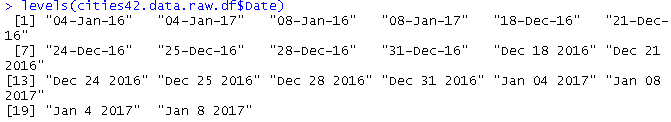 > levels(cities42.data.raw.df$Date)
[1] "04-Jan-16" "04-Jan-17" "08-Jan-16" "08-Jan-17" "18-Dec-16" "21-Dec-
16"
[7] "24-Dec-16" "25-Dec-16" "28-Dec-16" "31-Dec-16" "Dec 18 2016" "Dec 21
2016"
[13] "Dec 24 2016" "Dec 25 2016" "Dec 28 2016" "Dec 31 2016" "Jan 04 2017" "Jan 08
2017"
[19] "Jan 4 2017" "Jan 8 2017"